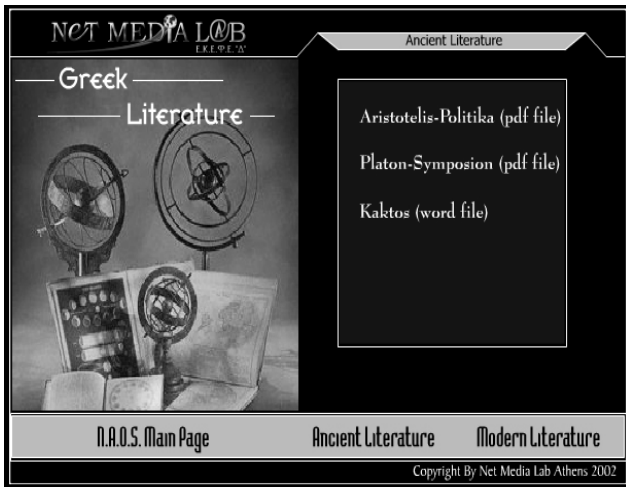 NET MEDIA L@B
Ε.Κ.Ε.Φ.Ε.'Δ'
Ancient Literature
Greek
Literature
Aristotelis-Politika (pdf file)
Platon-Symposion (pdf file)
Kaktos (word file)
N.A.O.S. Main Page
Ancient Literature
Modern Literature
Copyright By Net Media Lab Athens 2002